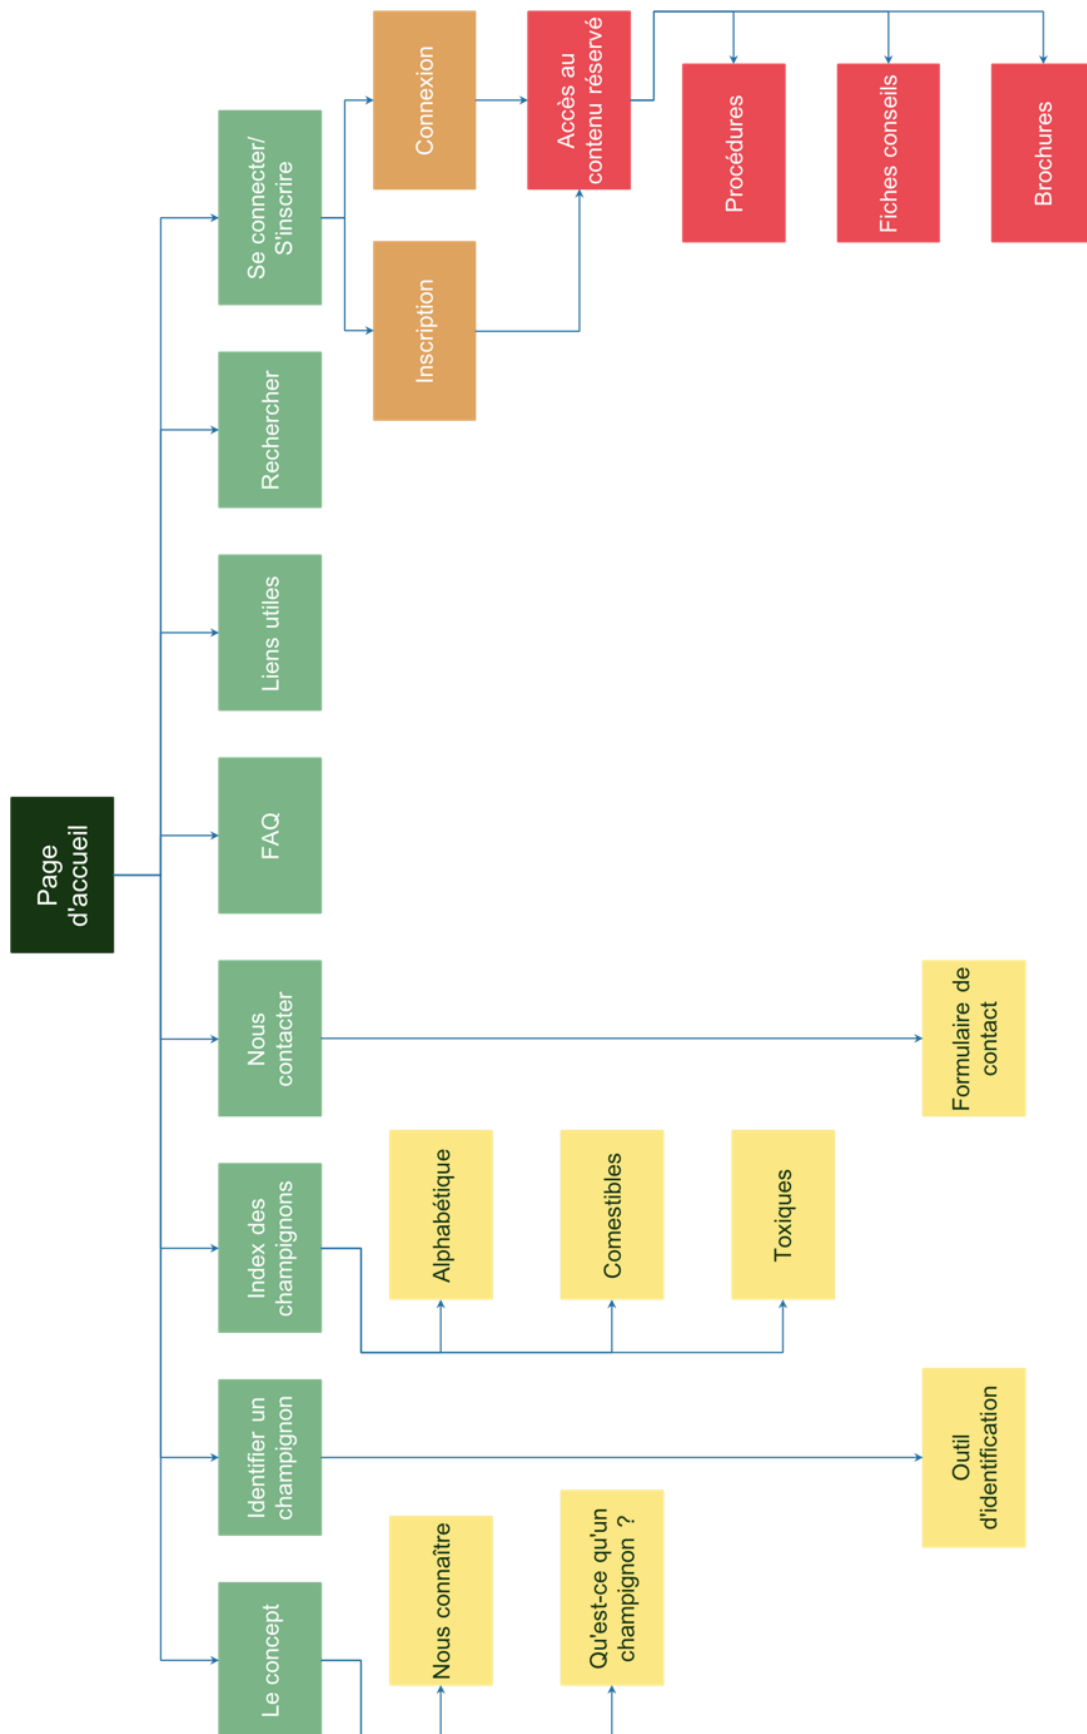 Page
d'accueil
Le concept
Identifier un
champignon
Index des
champignons
Nous
contacter
FAQ
Liens utiles
Rechercher
Se connecter/
S'inscrire
Nous connaître
Qu'est-ce qu'un
champignon ?
Outil
d'identification
Alphabétique
Comestibles
Toxiques
Formulaire de
contact
Inscription
Connexion
Accès au
contenu réservé
Procédures
Fiches conseils
Brochures